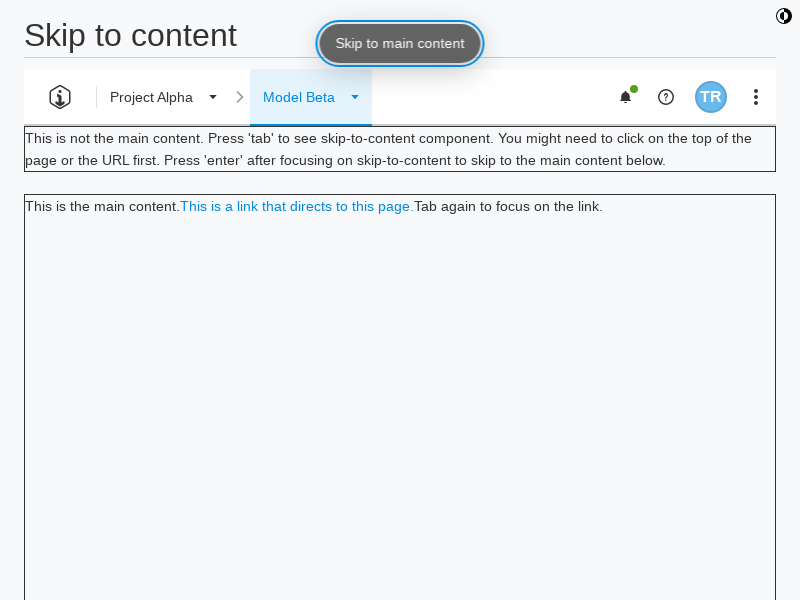 Skip to content
Skip to main content
Project Alpha
Model Beta
TR
This is not the main content. Press 'tab' to see skip-to-content component. You might need to click on the top of the
page or the URL first. Press 'enter' after focusing on skip-to-content to skip to the main content below.
This is the main content.This is a link that directs to this page.Tab again to focus on the link.